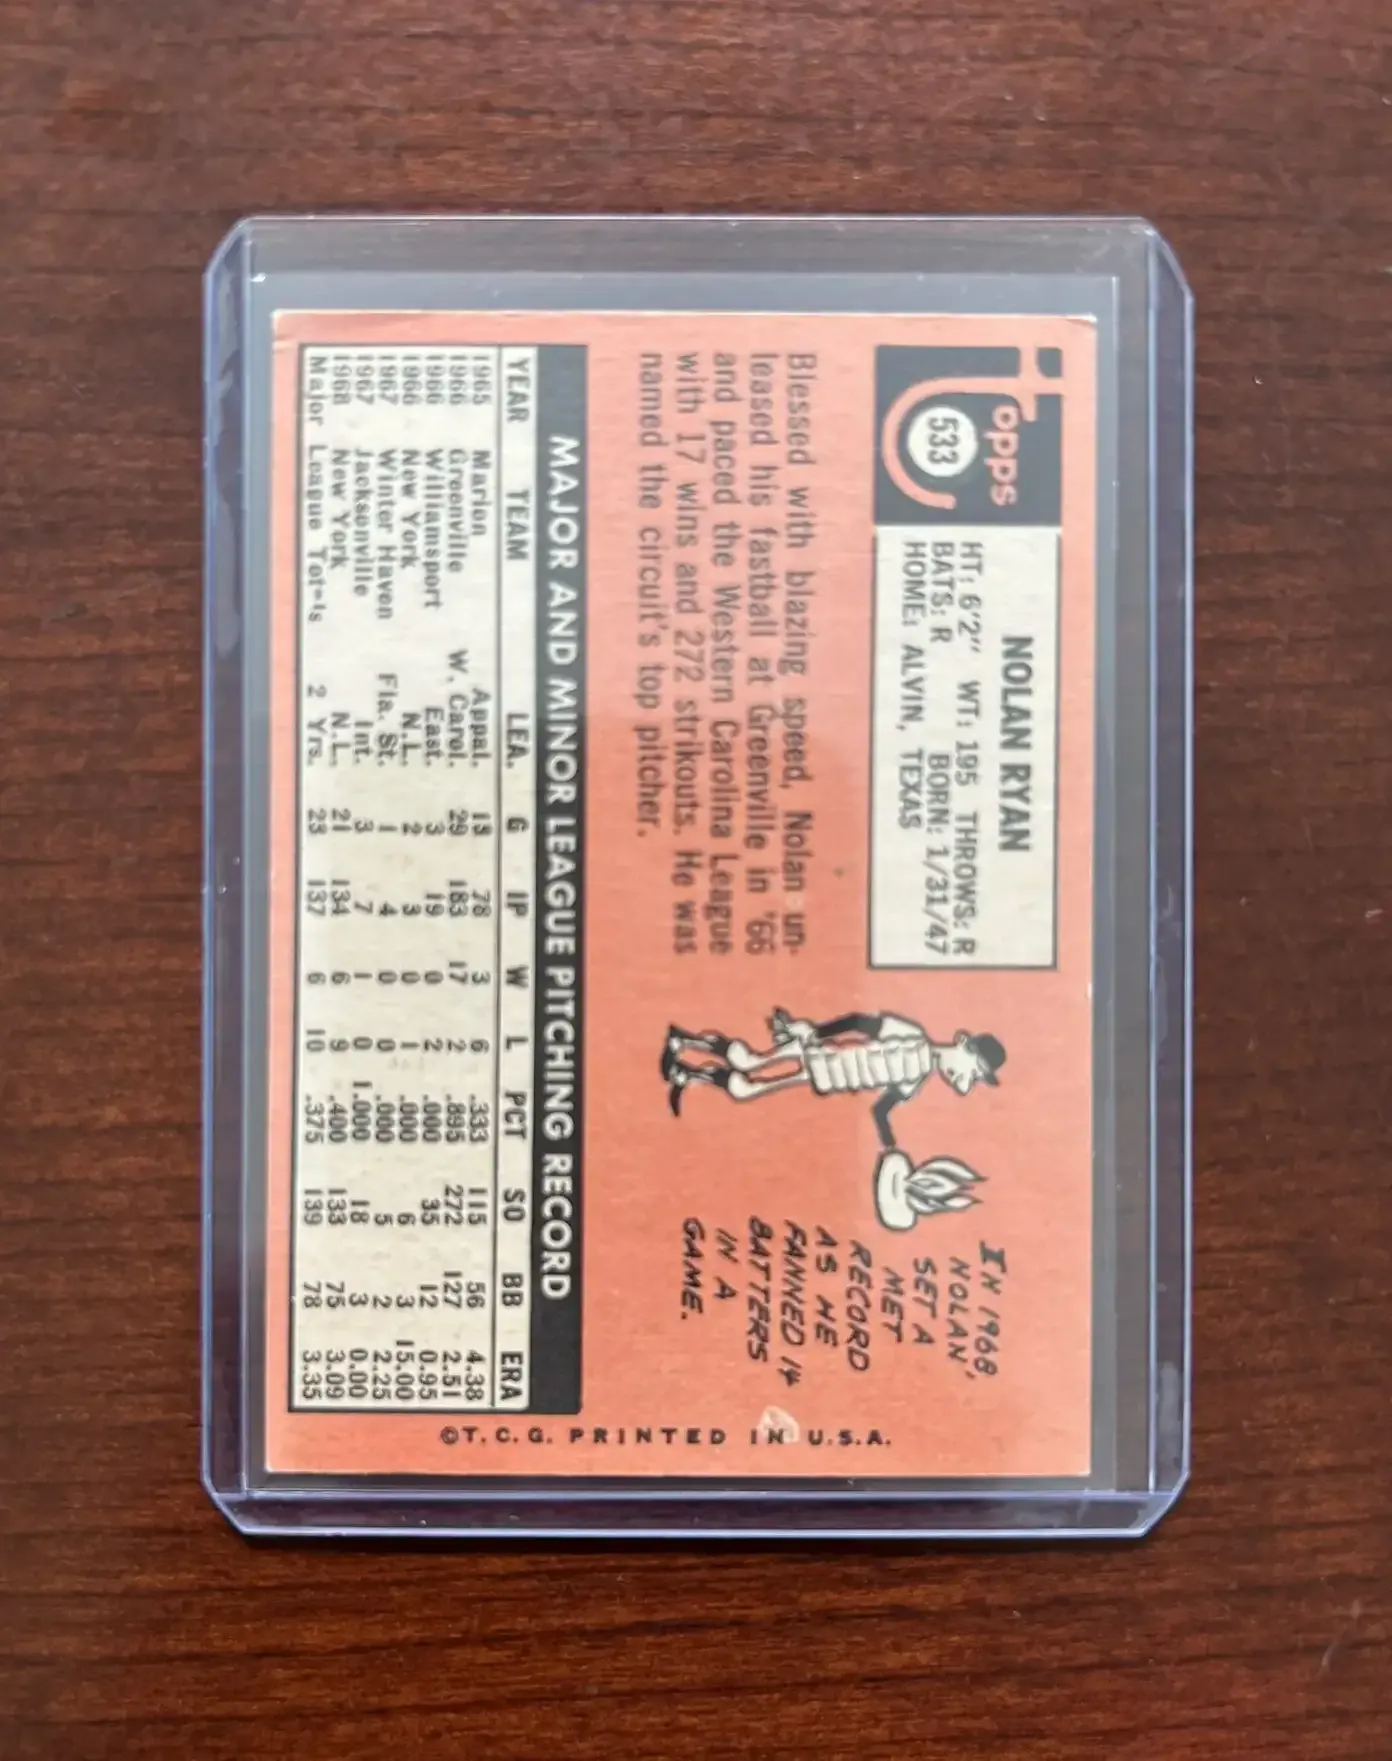 Topps
533
NOLAN RYAN
HT: 6'2" WT: 195 THROWS: R
BATS: R BORN: 1/31/47
HOME: ALVIN, TEXAS
Blessed with blazing speed, Nolan un-
leased his fastball at Greenville in '66
and paced the Western Carolina League
with 17 wins and 272 strikouts. He was
named the circuit's top pitcher.
IN 1968,
NOLAN
SET A
MET
RECORD
AS HE
FANNED 14
BATTERS
IN A
GAME.
MAJOR AND MINOR LEAGUE PITCHING RECORD
YEAR TEAM LEA. G IP W L PCT SO BB ERA
1965 Marion Appal. 13 78 3 6 .333 115 56 4.38
1966 Greenville W. Carol. 29 183 17 2 .895 272 127 2.51
1966 Williamsport East. 3 19 0 2 .000 35 12 0.95
1966 New York N.L. 2 3 0 1 .000 6 3 15.00
1967 Winter Haven Fla. St. 1 4 0 0 .000 5 2 2.25
1967 Jacksonville Int. 3 7 1 0 1.000 18 3 0.00
1968 New York N.L. 21 134 6 9 .400 133 75 3.09
Major League Tot-ls 2 Yrs. 23 137 6 10 .375 139 78 3.35
©T.C.G. PRINTED IN U.S.A.